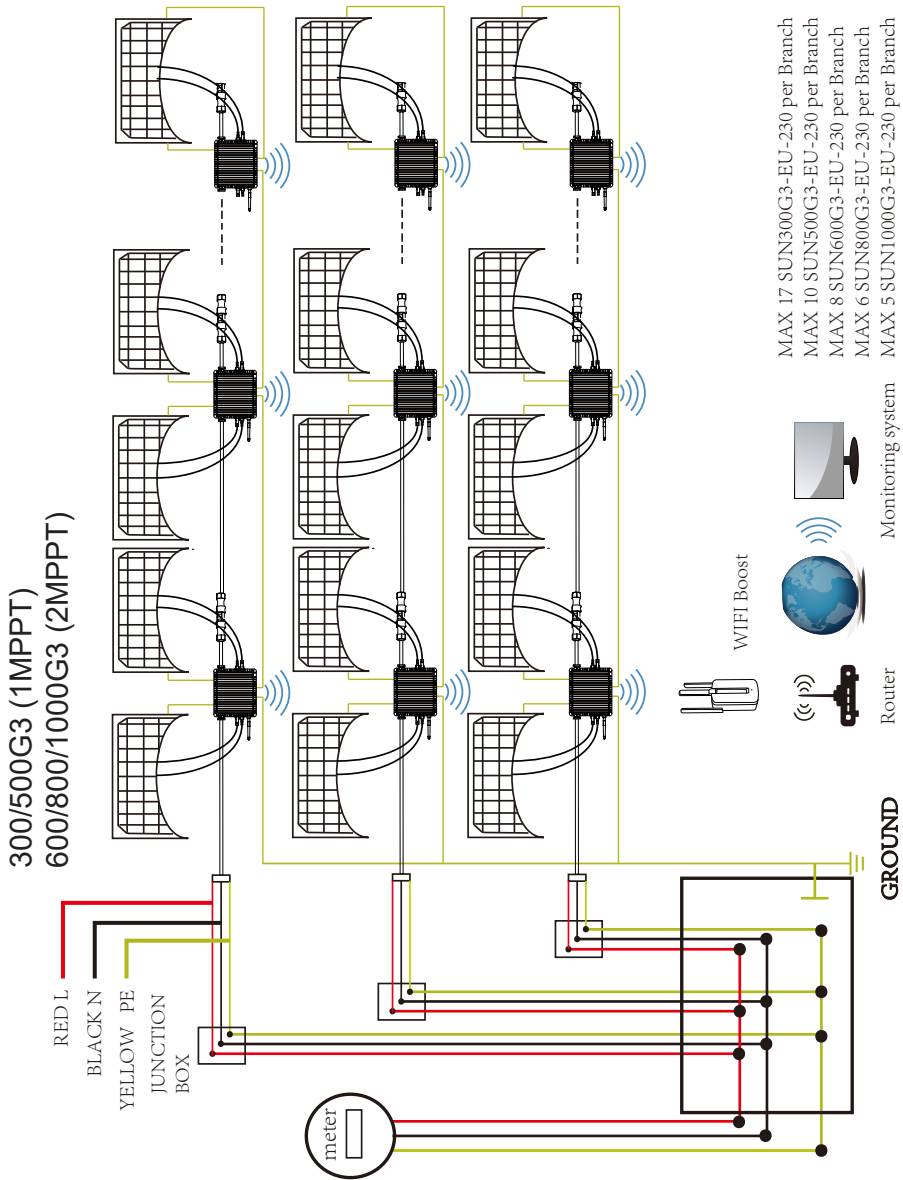 300/500G3 (1MPPT)
600/800/1000G3 (2MPPT)
RED L
BLACK N
YELLOW PE
JUNCTION
BOX
meter
GROUND
WIFI Boost
Router
Monitoring system
MAX 17 SUN300G3-EU-230 per Branch
MAX 10 SUN500G3-EU-230 per Branch
MAX 8 SUN600G3-EU-230 per Branch
MAX 6 SUN800G3-EU-230 per Branch
MAX 5 SUN1000G3-EU-230 per Branch